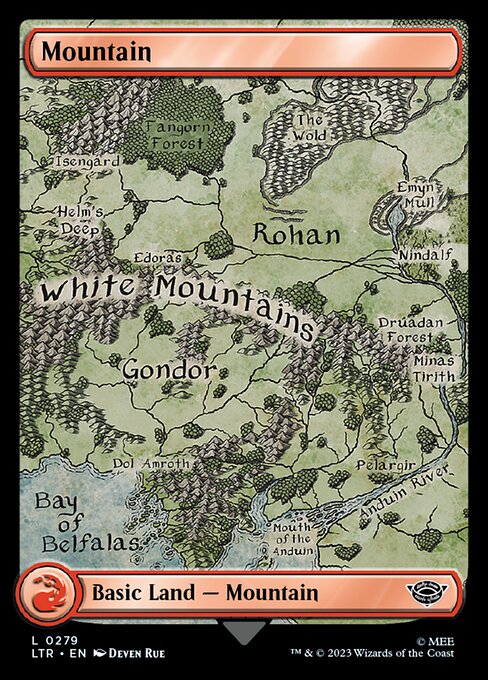 Mountain
Fangorn
Forest
The
Wold
Isengard
Emyn
Muil
Helm's
Deep
Rohan
Edoras
Nindalf
White Mountains
Drúadan
Forest
Minas
Tirith
Gondor
Dol Amroth
Pelargir
Anduin River
Bay
of
Belfalas
Mouth
of the
Anduin
Basic Land — Mountain
L 0279
LTR • EN Deven Rue
© MEE
™ & © 2023 Wizards of the Coast